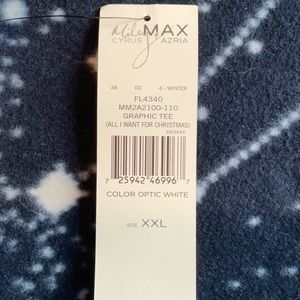 Miley MAX
CYRUS AZRIA
34 00 4 - WINTER
FL4340
MM2A2100-110
GRAPHIC TEE
(ALL I WANT FOR CHRISTMAS)
7 25942 46996 7
COLOR OPTIC WHITE
SIZE XXL